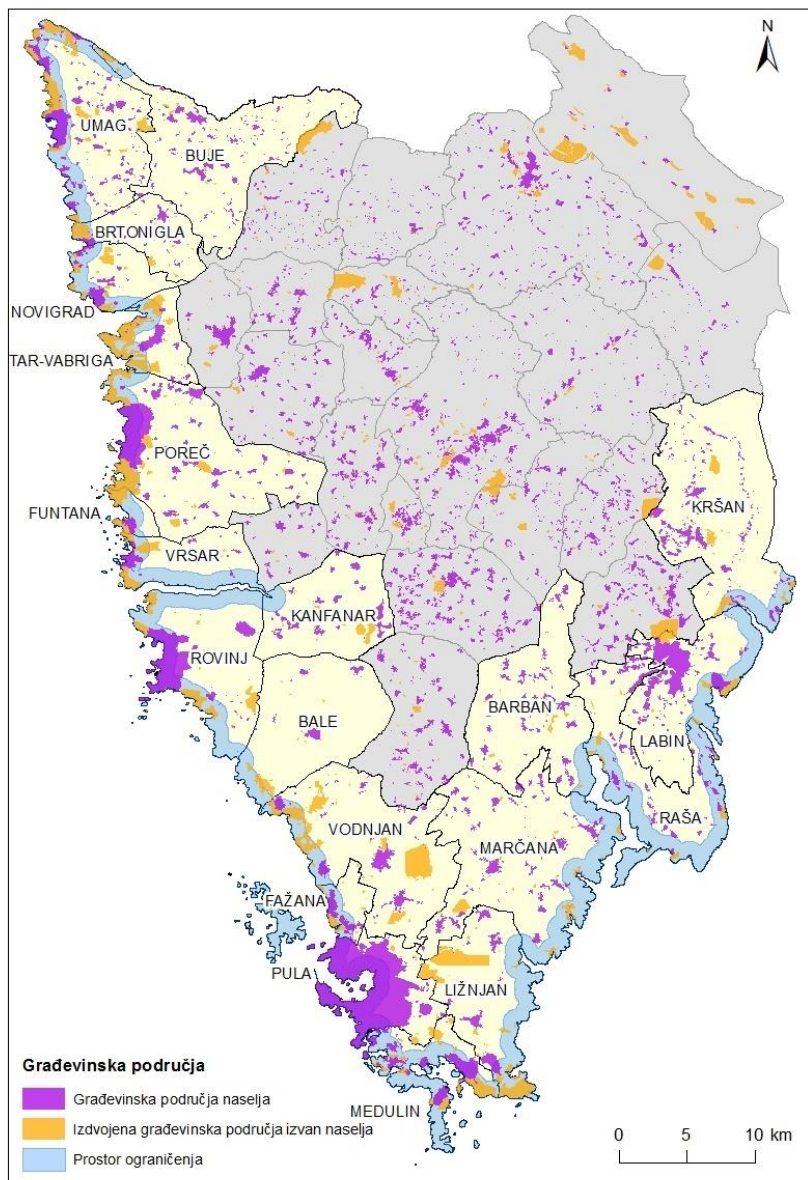 N
UMAG
BUJE
BRTONIGLA
NOVIGRAD
TAR-VABRIGA
POREČ
FUNTANA
KRŠAN
VRSAR
KANFANAR
ROVINJ
BALE
BARBAN
LABIN
RAŠA
VODNJAN
MARČANA
FAŽANA
PULA
LIŽNJAN
MEDULIN
Građevinska područja
Građevinska područja naselja
Izdvojena građevinska područja izvan naselja
Prostor ograničenja
0 5 10 km